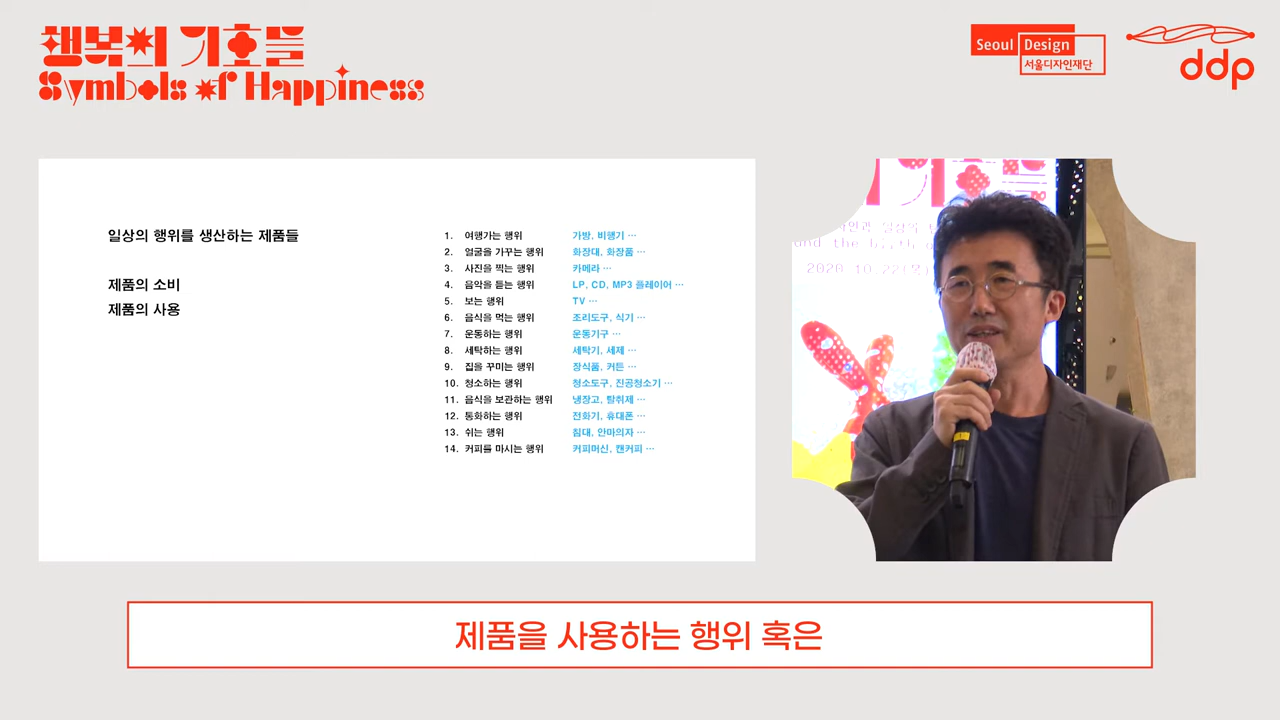 행복의 기호들
Symbols of Happiness
Seoul Design
서울디자인재단
ddp
일상의 행위를 생산하는 제품들
제품의 소비
제품의 사용
1. 여행가는 행위 가방, 비행기 ···
2. 얼굴을 가꾸는 행위 화장대, 화장품 ···
3. 사진을 찍는 행위 카메라 ···
4. 음악을 듣는 행위 LP, CD, MP3 플레이어 ···
5. 보는 행위 TV ···
6. 음식을 먹는 행위 조리도구, 식기 ···
7. 운동하는 행위 운동기구 ···
8. 세탁하는 행위 세탁기, 세제 ···
9. 집을 꾸미는 행위 장식품, 커튼 ···
10. 청소하는 행위 청소도구, 진공청소기 ···
11. 음식을 보관하는 행위 냉장고, 탈취제 ···
12. 통화하는 행위 전화기, 휴대폰 ···
13. 쉬는 행위 침대, 안마의자 ···
14. 커피를 마시는 행위 커피머신, 캔커피 ···
2020 10.22(목)
제품을 사용하는 행위 혹은